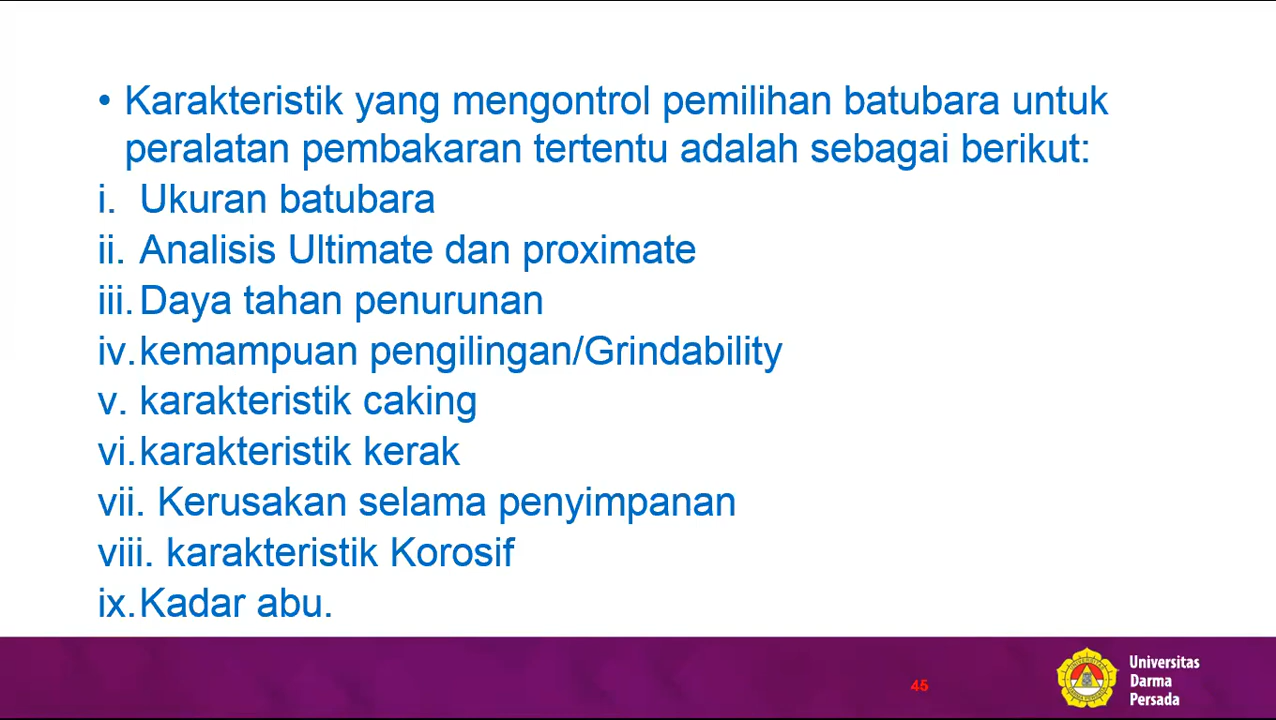 • Karakteristik yang mengontrol pemilihan batubara untuk
peralatan pembakaran tertentu adalah sebagai berikut:
i. Ukuran batubara
ii. Analisis Ultimate dan proximate
iii. Daya tahan penurunan
iv. kemampuan pengilingan/Grindability
v. karakteristik caking
vi. karakteristik kerak
vii. Kerusakan selama penyimpanan
viii. karakteristik Korosif
ix. Kadar abu.
45
Universitas
Darma
Persada